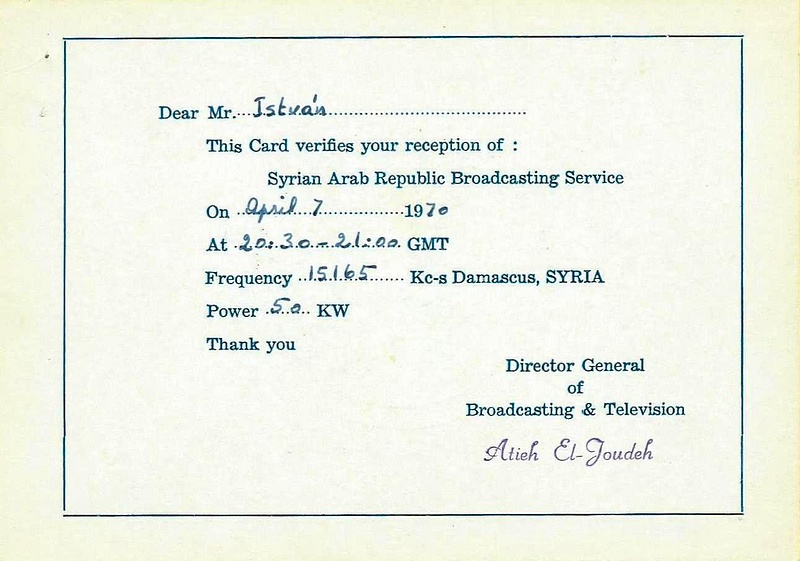 Dear Mr. István
This Card verifies your reception of :
Syrian Arab Republic Broadcasting Service
On April 7 1970
At 20:30-21:00 GMT
Frequency 15165 Kc-s Damascus, SYRIA
Power 50 KW
Thank you
Director General
of
Broadcasting & Television
Atieh El-Joudeh